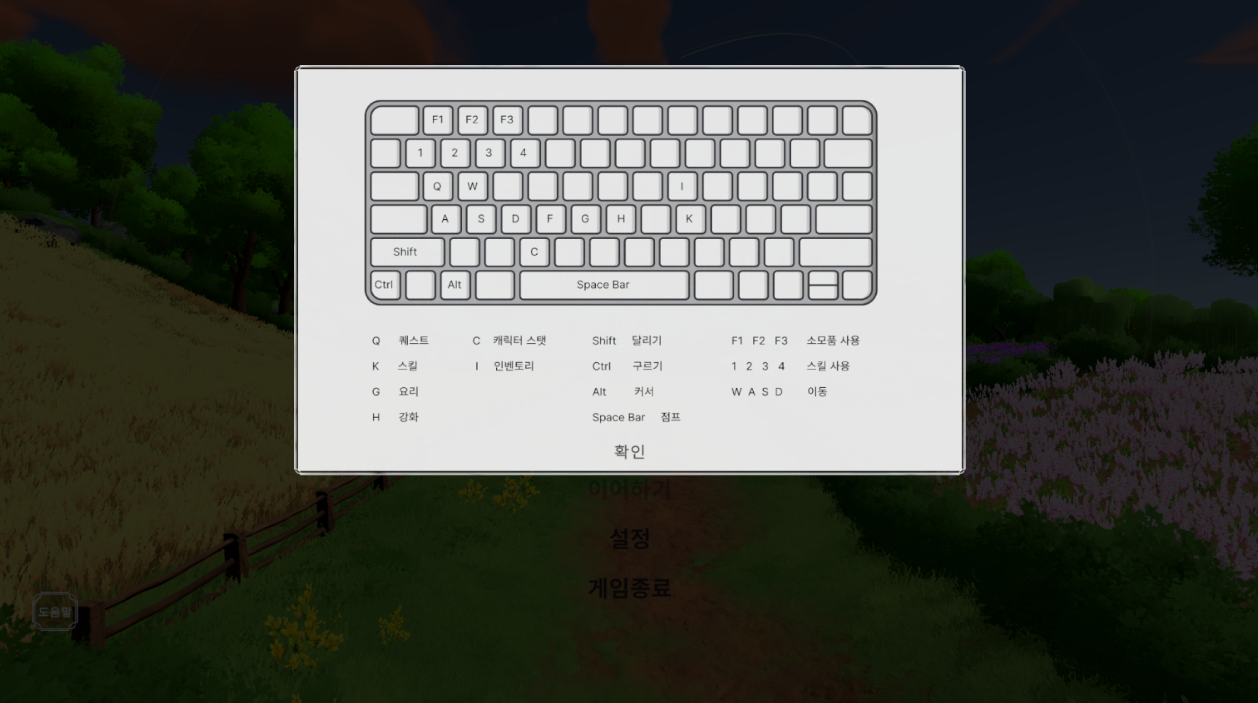 F1 F2 F3
1 2 3 4
Q W I
A S D F G H K
Shift C
Ctrl Alt Space Bar
Q 퀘스트 C 캐릭터 스탯 Shift 달리기 F1 F2 F3 소모품 사용
K 스킬 I 인벤토리 Ctrl 구르기 1 2 3 4 스킬 사용
G 요리 Alt 커서 W A S D 이동
H 강화 Space Bar 점프
확인
이어하기
설정
게임종료
도움말